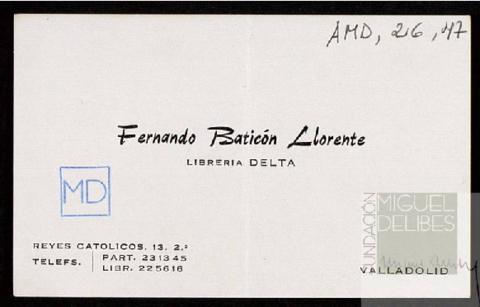 AMD, 26, 47
Fernando Baticón Llorente
LIBRERIA DELTA
MD
REYES CATOLICOS, 13, 2.º
TELEFS. PART. 231345
LIBR. 225616
VALLADOLID
FUNDACIÓN
MIGUEL
DELIBES